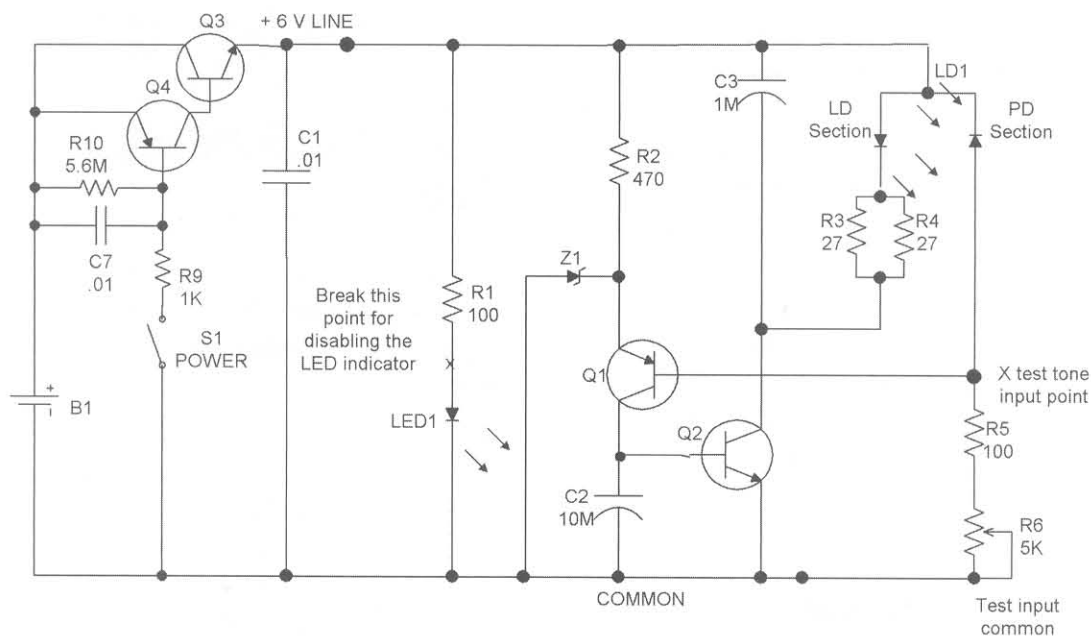 Q3
+ 6 V LINE
Q4
R10
5.6M
C7
.01
R9
1K
S1
POWER
+
-
B1
C1
.01
Break this
point for
disabling the
LED indicator
R1
100
x
LED1
Z1
R2
470
Q1
C2
10M
Q2
C3
1M
LD1
LD
Section
PD
Section
R3
27
R4
27
X test tone
input point
R5
100
R6
5K
COMMON
Test input
common